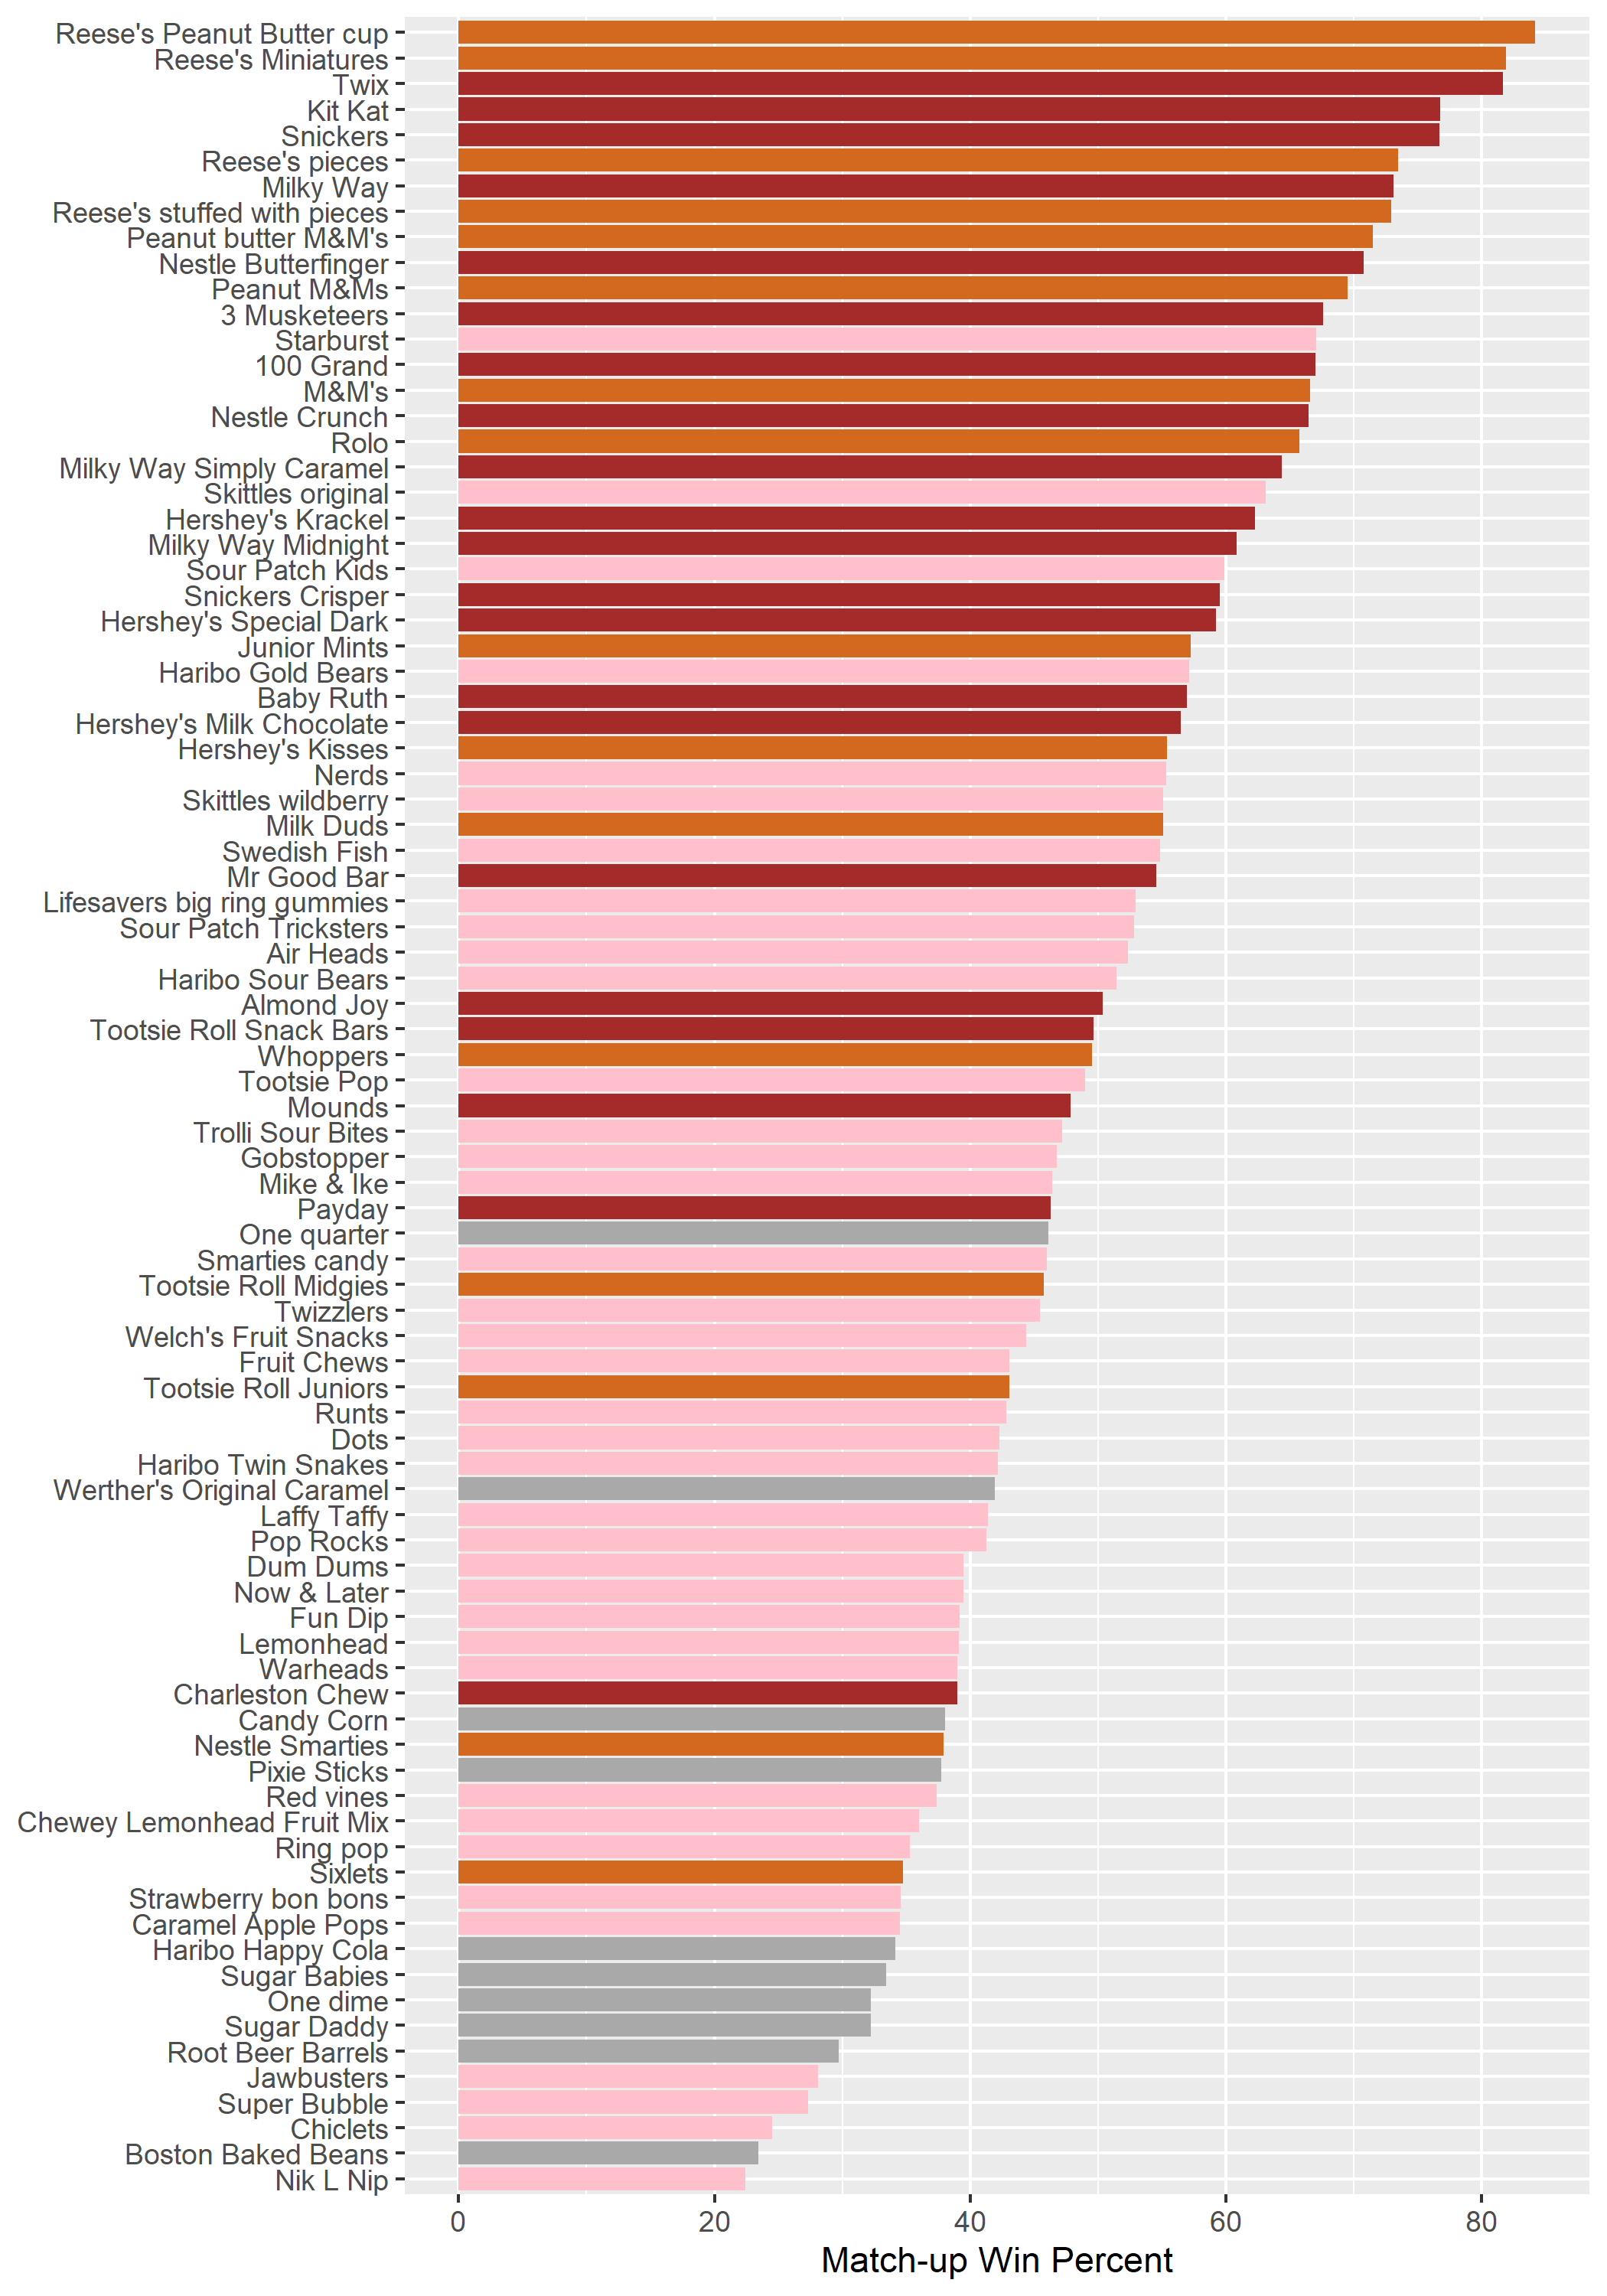 Reese's Peanut Butter cup
Reese's Miniatures
Twix
Kit Kat
Snickers
Reese's pieces
Milky Way
Reese's stuffed with pieces
Peanut butter M&M's
Nestle Butterfinger
Peanut M&Ms
3 Musketeers
Starburst
100 Grand
M&M's
Nestle Crunch
Rolo
Milky Way Simply Caramel
Skittles original
Hershey's Krackel
Milky Way Midnight
Sour Patch Kids
Snickers Crisper
Hershey's Special Dark
Junior Mints
Haribo Gold Bears
Baby Ruth
Hershey's Milk Chocolate
Hershey's Kisses
Nerds
Skittles wildberry
Milk Duds
Swedish Fish
Mr Good Bar
Lifesavers big ring gummies
Sour Patch Tricksters
Air Heads
Haribo Sour Bears
Almond Joy
Tootsie Roll Snack Bars
Whoppers
Tootsie Pop
Mounds
Trolli Sour Bites
Gobstopper
Mike & Ike
Payday
One quarter
Smarties candy
Tootsie Roll Midgies
Twizzlers
Welch's Fruit Snacks
Fruit Chews
Tootsie Roll Juniors
Runts
Dots
Haribo Twin Snakes
Werther's Original Caramel
Laffy Taffy
Pop Rocks
Dum Dums
Now & Later
Fun Dip
Lemonhead
Warheads
Charleston Chew
Candy Corn
Nestle Smarties
Pixie Sticks
Red vines
Chewey Lemonhead Fruit Mix
Ring pop
Sixlets
Strawberry bon bons
Caramel Apple Pops
Haribo Happy Cola
Sugar Babies
One dime
Sugar Daddy
Root Beer Barrels
Jawbusters
Super Bubble
Chiclets
Boston Baked Beans
Nik L Nip
0 20 40 60 80
Match-up Win Percent